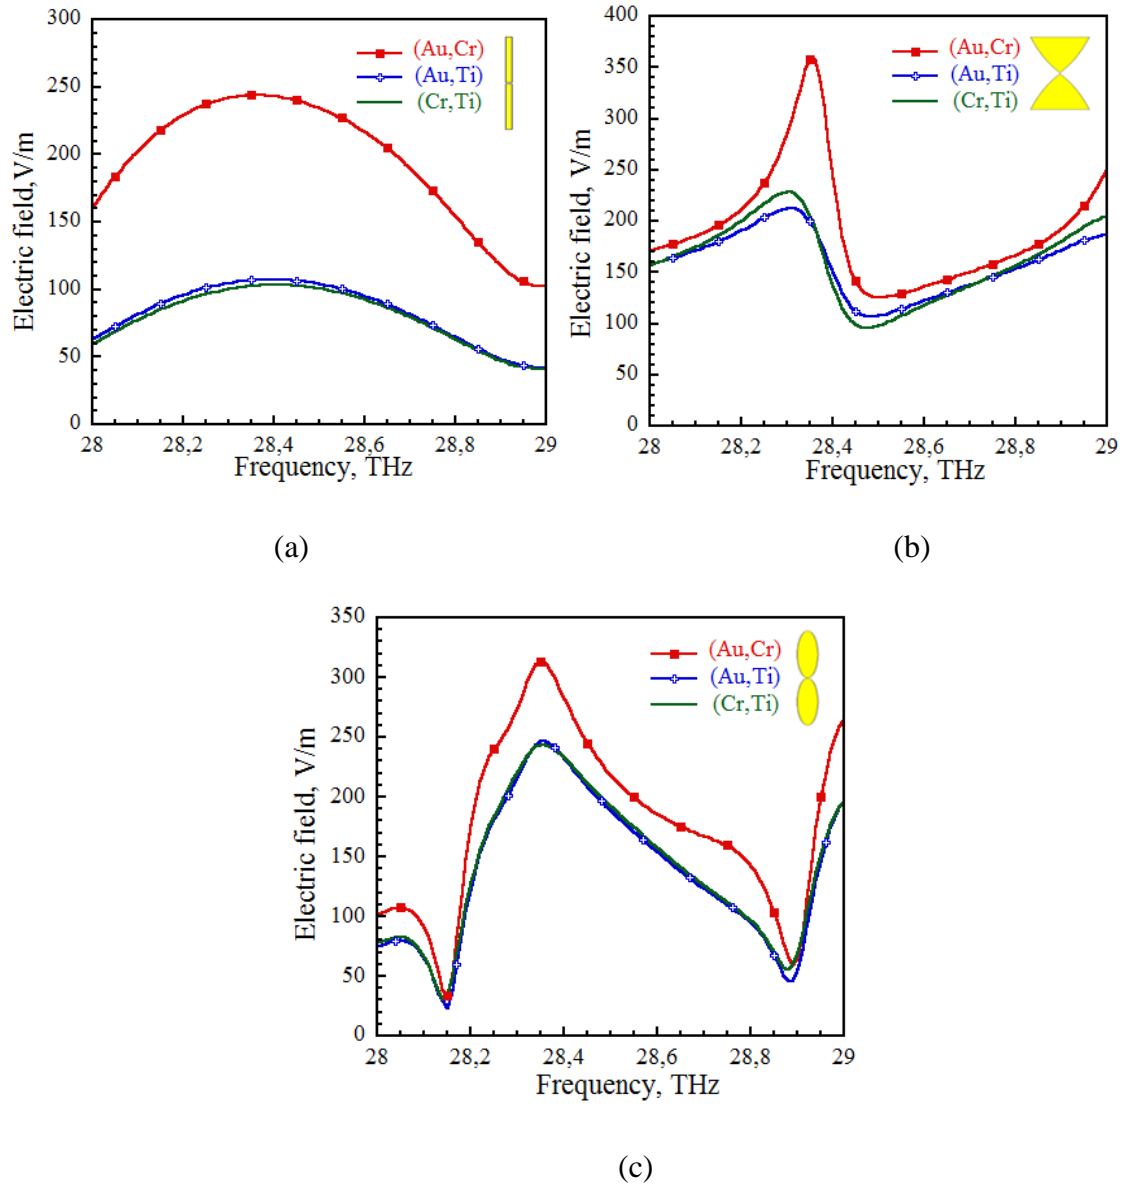 300
250
200
150
100
50
0
Electric field,V/m
(Au,Cr)
(Au,Ti)
(Cr,Ti)
28 28,2 28,4 28,6 28,8 29
Frequency, THz
(a)
400
350
300
250
200
150
100
50
0
Electric field, V/m
(Au,Cr)
(Au,Ti)
(Cr,Ti)
28 28,2 28,4 28,6 28,8 29
Frequency, THz
(b)
350
300
250
200
150
100
50
0
Electric field, V/m
(Au,Cr)
(Au,Ti)
(Cr,Ti)
28 28,2 28,4 28,6 28,8 29
Frequency, THz
(c)